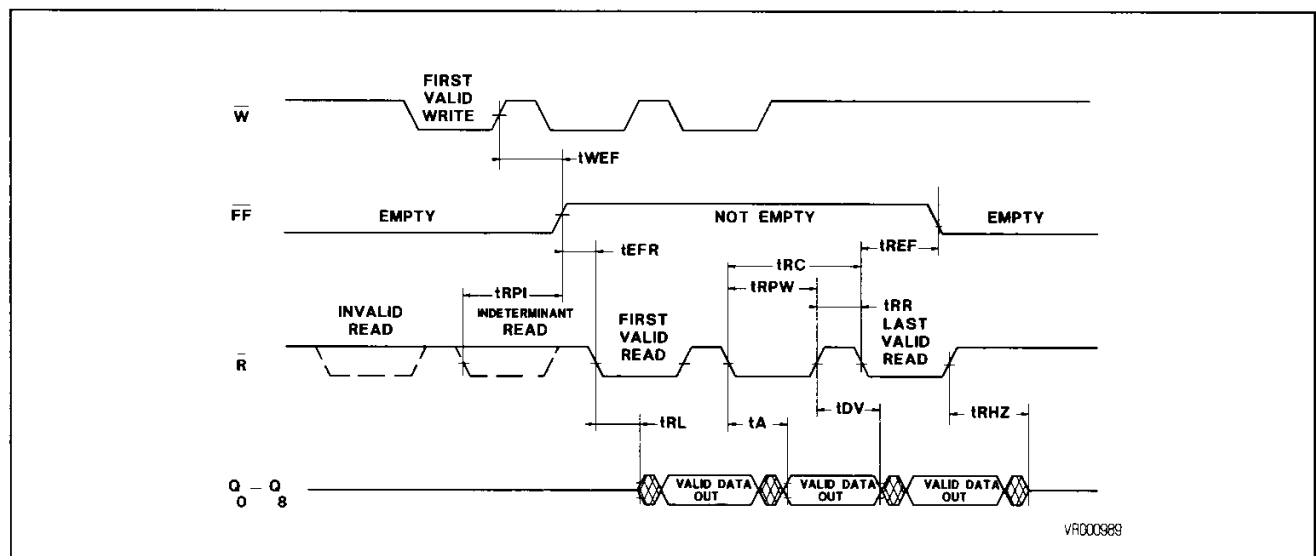 FIRST
VALID
WRITE
W
tWEF
FF
EMPTY
NOT EMPTY
EMPTY
tEFR
tREF
tRC
tRPI
tRPW
tRR
INVALID
READ
INDETERMINANT
READ
FIRST
VALID
READ
LAST
VALID
READ
R
tRL
tA
tDV
tRHZ
Q – Q
0 8
VALID DATA
OUT
VALID DATA
OUT
VALID DATA
OUT
VR000989